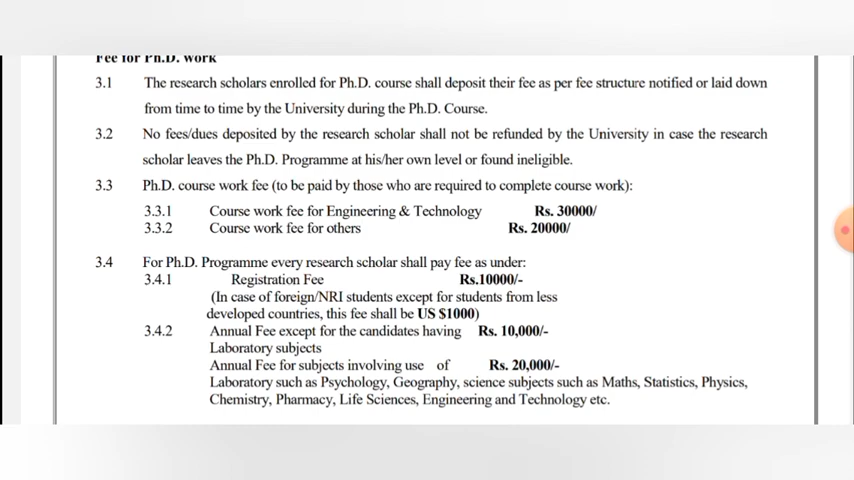 Fee for Ph.D. work
3.1 The research scholars enrolled for Ph.D. course shall deposit their fee as per fee structure notified or laid down
from time to time by the University during the Ph.D. Course.
3.2 No fees/dues deposited by the research scholar shall not be refunded by the University in case the research
scholar leaves the Ph.D. Programme at his/her own level or found ineligible.
3.3 Ph.D. course work fee (to be paid by those who are required to complete course work):
3.3.1 Course work fee for Engineering & Technology Rs. 30000/
3.3.2 Course work fee for others Rs. 20000/
3.4 For Ph.D. Programme every research scholar shall pay fee as under:
3.4.1 Registration Fee Rs.10000/-
(In case of foreign/NRI students except for students from less
developed countries, this fee shall be US $1000)
3.4.2 Annual Fee except for the candidates having Rs. 10,000/-
Laboratory subjects
Annual Fee for subjects involving use of Rs. 20,000/-
Laboratory such as Psychology, Geography, science subjects such as Maths, Statistics, Physics,
Chemistry, Pharmacy, Life Sciences, Engineering and Technology etc.